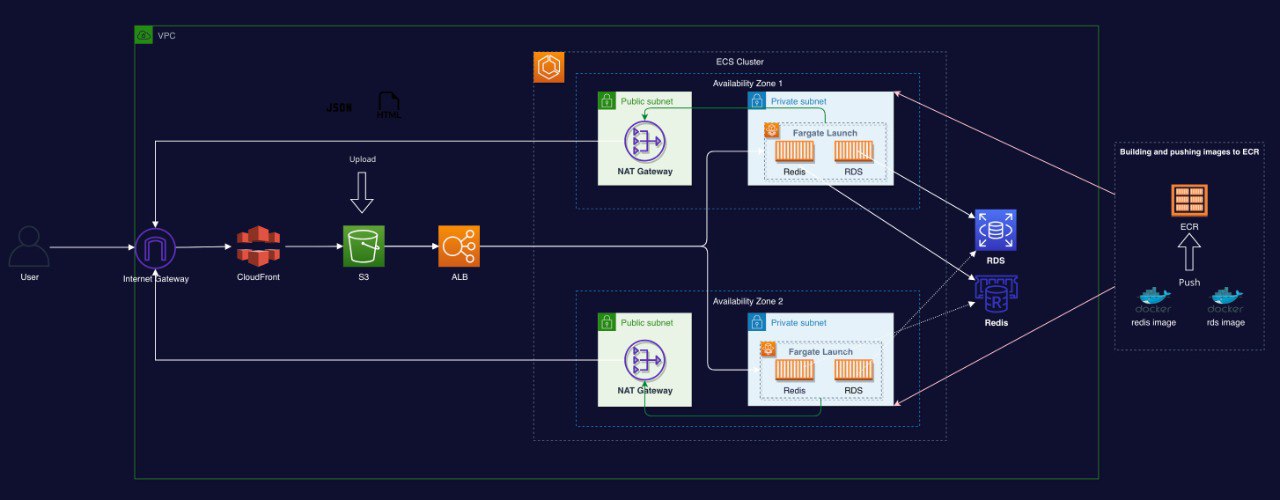 VPC
ECS Cluster
Availability Zone 1
JSON
HTML
Public subnet
NAT Gateway
Private subnet
Fargate Launch
Redis
RDS
Upload
User
Internet Gateway
CloudFront
S3
ALB
RDS
R
Redis
Availability Zone 2
Public subnet
NAT Gateway
Private subnet
Fargate Launch
Redis
RDS
Building and pushing images to ECR
ECR
Push
docker
redis image
docker
rds image